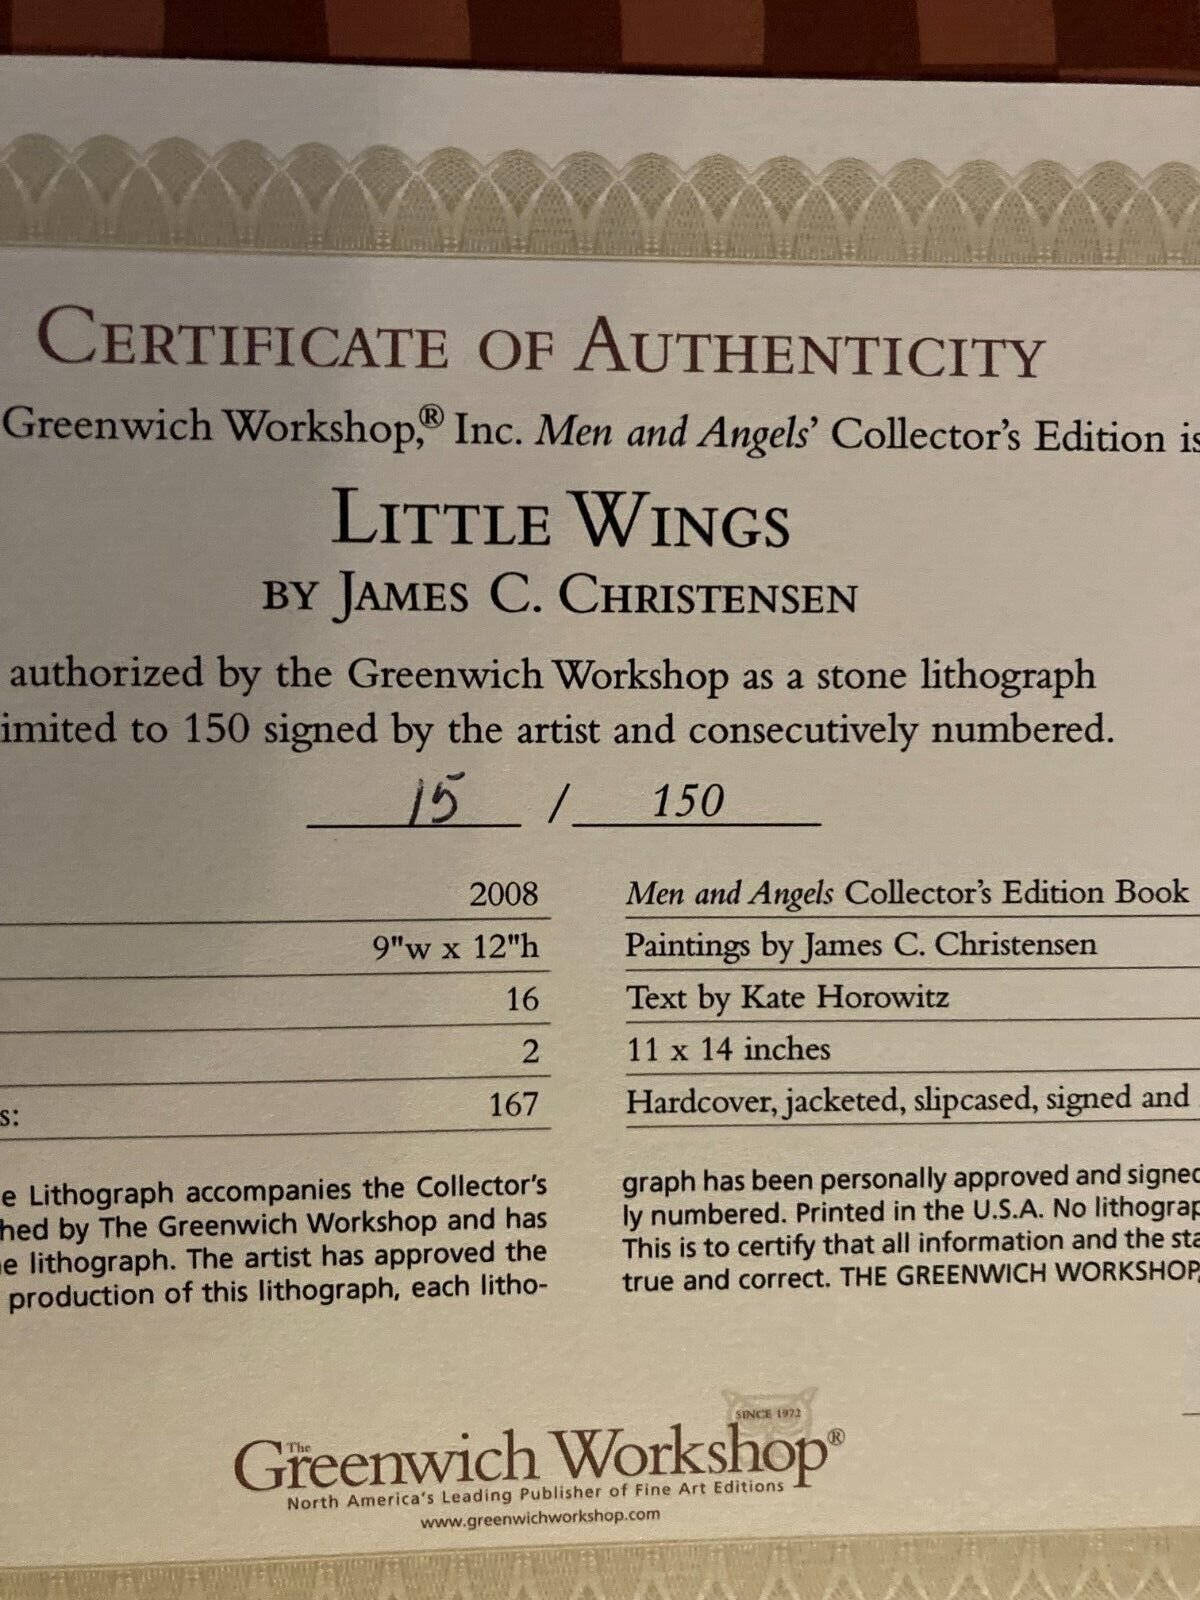 CERTIFICATE OF AUTHENTICITY
Greenwich Workshop,® Inc. Men and Angels' Collector's Edition is
LITTLE WINGS
BY JAMES C. CHRISTENSEN
authorized by the Greenwich Workshop as a stone lithograph
imited to 150 signed by the artist and consecutively numbered.
15 / 150
2008
9"w x 12"h
16
2
s: 167
Men and Angels Collector's Edition Book
Paintings by James C. Christensen
Text by Kate Horowitz
11 x 14 inches
Hardcover, jacketed, slipcased, signed and
e Lithograph accompanies the Collector's
hed by The Greenwich Workshop and has
e lithograph. The artist has approved the
production of this lithograph, each litho-
graph has been personally approved and signed
ly numbered. Printed in the U.S.A. No lithograp
This is to certify that all information and the sta
true and correct. THE GREENWICH WORKSHOP,
SINCE 1972
The Greenwich Workshop®
North America's Leading Publisher of Fine Art Editions
www.greenwichworkshop.com